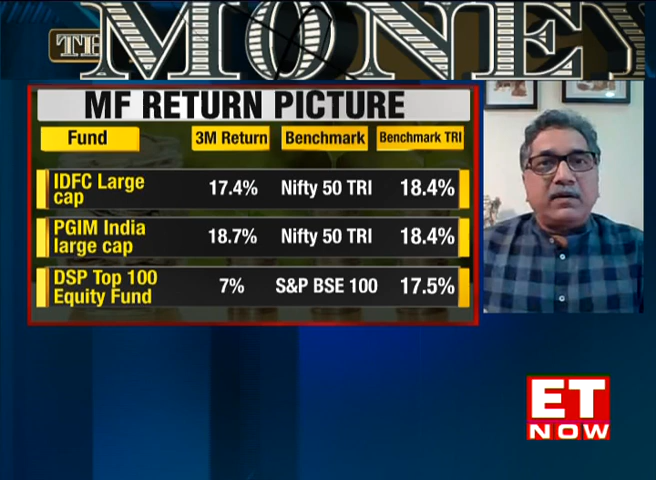 THE
MONEY
MF RETURN PICTURE
Fund 3M Return Benchmark Benchmark TRI
IDFC Large
cap 17.4% Nifty 50 TRI 18.4%
PGIM India
large cap 18.7% Nifty 50 TRI 18.4%
DSP Top 100
Equity Fund 7% S&P BSE 100 17.5%
ET
NOW